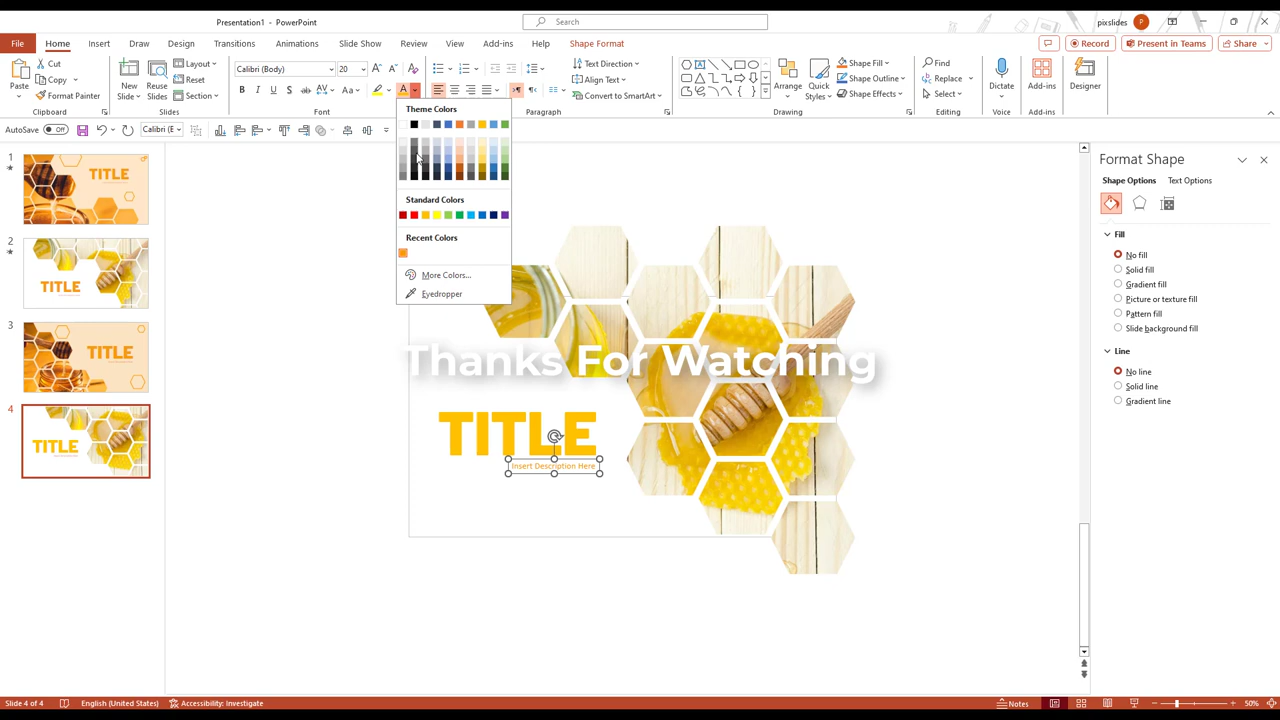 Presentation1 - PowerPoint
Search
pixslides P
File Home Insert Draw Design Transitions Animations Slide Show Review View Add-ins Help Shape Format
Record Present in Teams Share
Paste Cut Copy Format Painter
New Slide Reuse Slides Layout Reset Section
Calibri (Body) 20
B I U S ab AV Aa A
Text Direction
Align Text
Convert to SmartArt
Arrange Quick Styles
Shape Fill
Shape Outline
Shape Effects
Find
Replace
Select
Dictate Add-ins Designer
Clipboard Slides Font Paragraph Drawing Editing Voice Add-ins
AutoSave Off Calibri (E
Theme Colors
Standard Colors
Recent Colors
More Colors...
Eyedropper
1
TITLE
2
TITLE
3
TITLE
4
TITLE
Thanks For Watching
TITLE
Insert Description Here
Format Shape
Shape Options Text Options
Fill
No fill
Solid fill
Gradient fill
Picture or texture fill
Pattern fill
Slide background fill
Line
No line
Solid line
Gradient line
Slide 4 of 4 English (United States) Accessibility: Investigate
Notes 50%